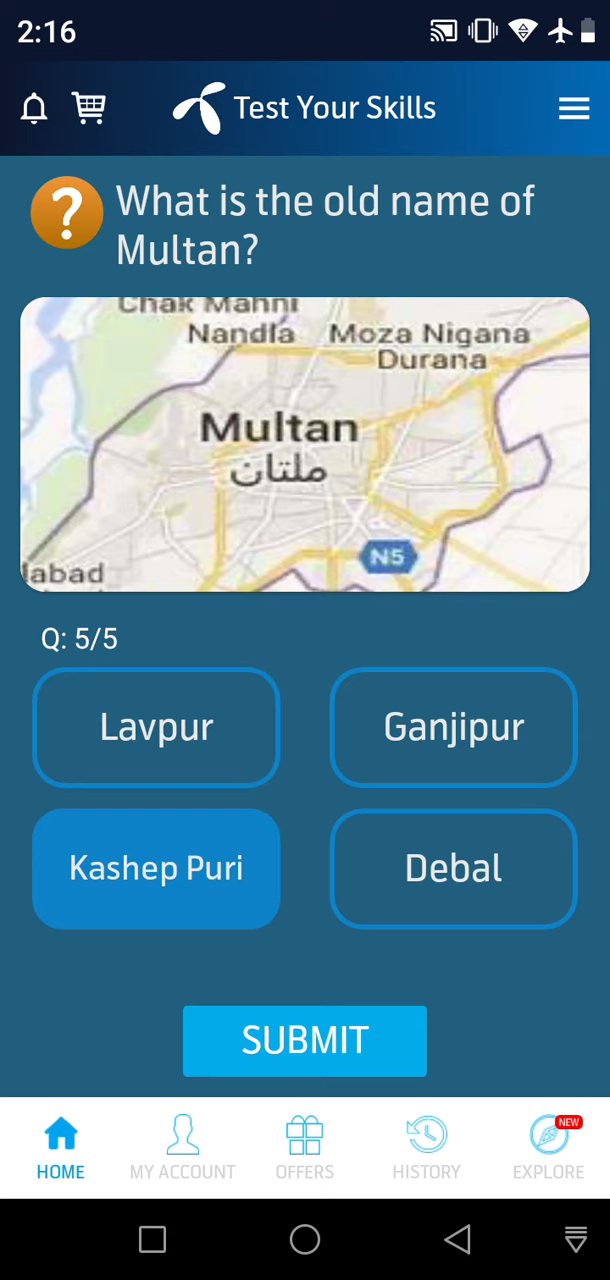 2:16
Test Your Skills
?
What is the old name of
Multan?
Chak Mahni
Nandla
Moza Nigana
Durana
Multan
ملتان
N5
labad
Q: 5/5
Lavpur
Ganjipur
Kashep Puri
Debal
SUBMIT
NEW
HOME
MY ACCOUNT
OFFERS
HISTORY
EXPLORE